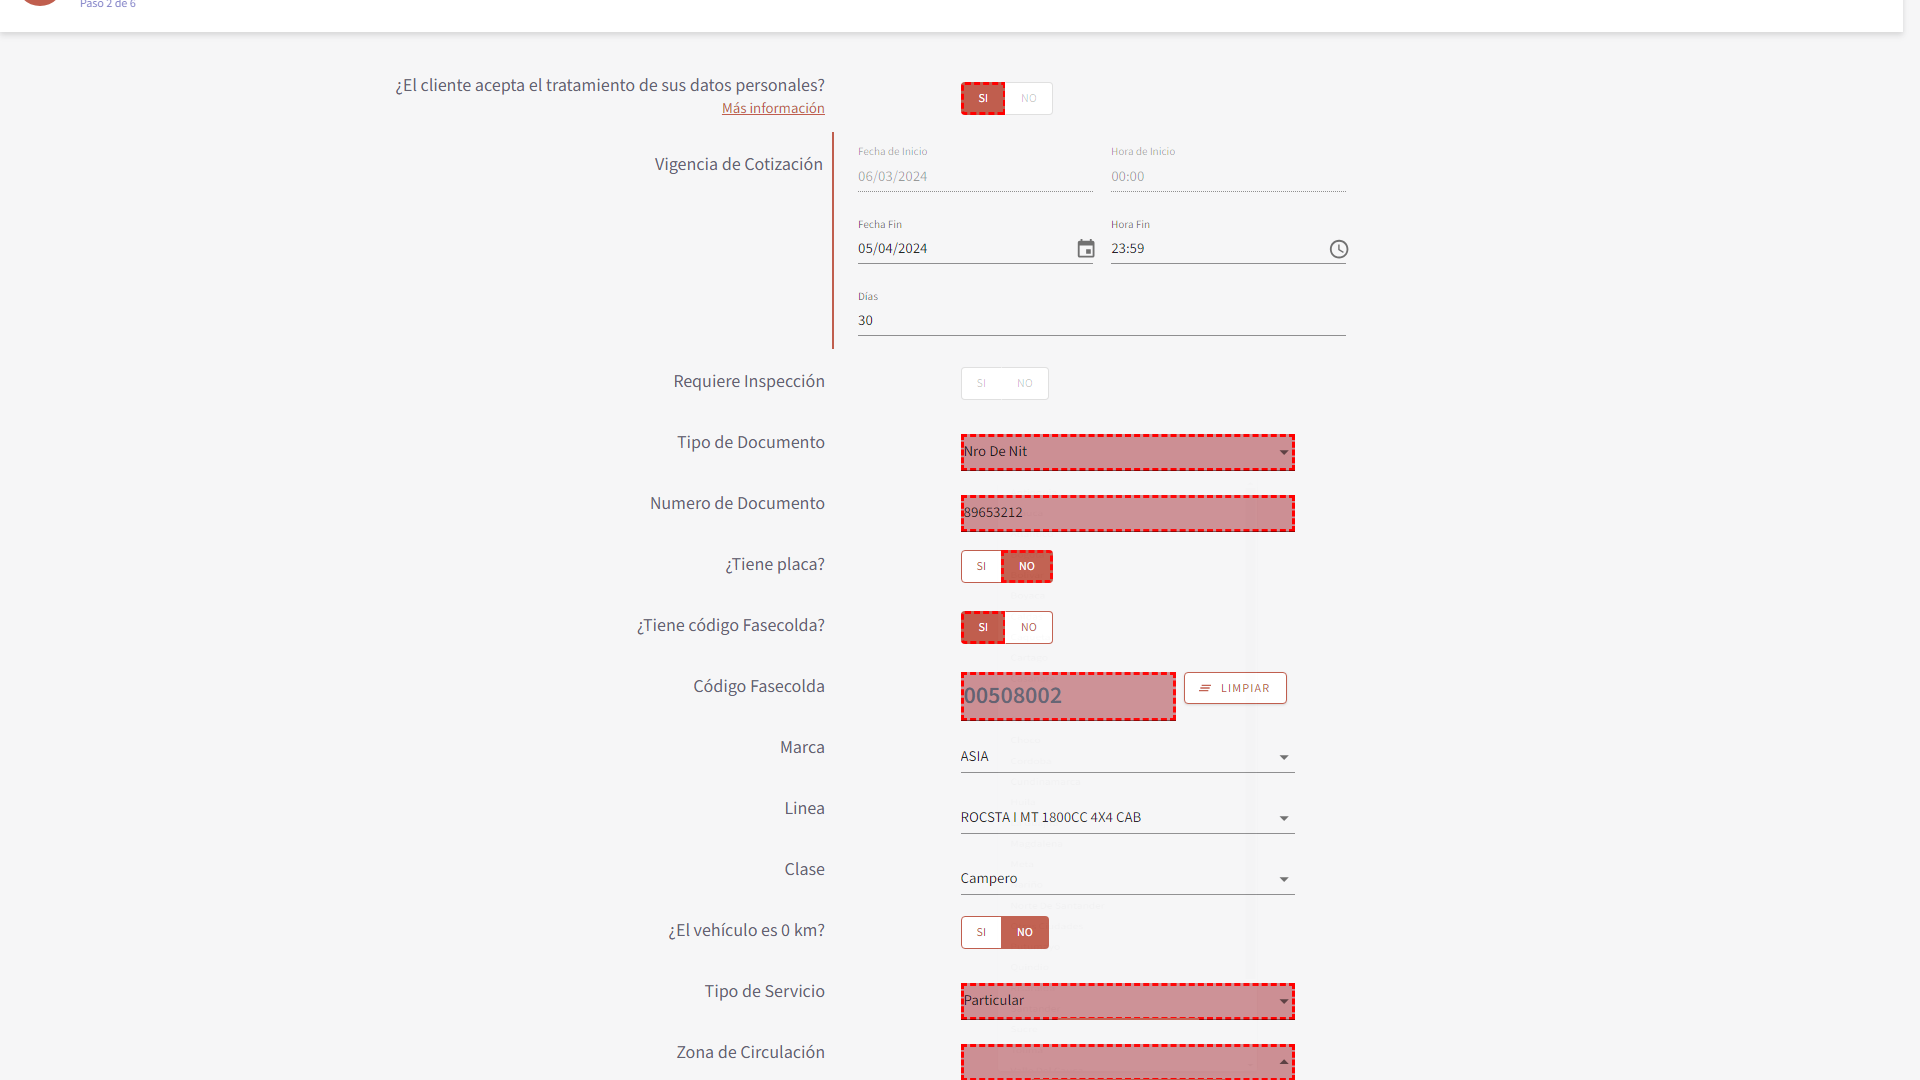 Paso 2 de 6
¿El cliente acepta el tratamiento de sus datos personales?
Más información
SI NO
Vigencia de Cotización
Fecha de Inicio
06/03/2024
Hora de Inicio
00:00
Fecha Fin
05/04/2024
Hora Fin
23:59
Días
30
Requiere Inspección
SI NO
Tipo de Documento
Nro De Nit
Numero de Documento
89653212
¿Tiene placa?
SI NO
¿Tiene código Fasecolda?
SI NO
Código Fasecolda
00508002
LIMPIAR
Marca
ASIA
Linea
ROCSTA I MT 1800CC 4X4 CAB
Clase
Campero
¿El vehículo es 0 km?
SI NO
Tipo de Servicio
Particular
Zona de Circulación